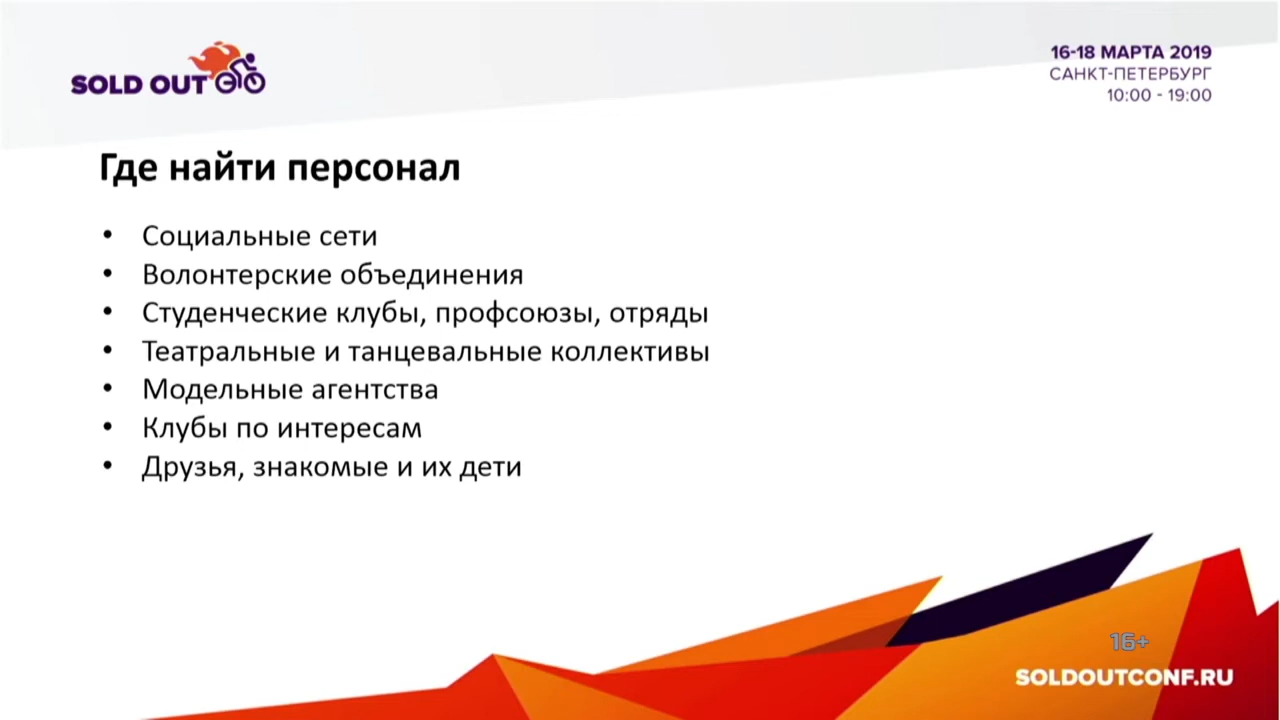 SOLD OUT
16-18 МАРТА 2019
САНКТ-ПЕТЕРБУРГ
10:00 - 19:00
Где найти персонал
• Социальные сети
• Волонтерские объединения
• Студенческие клубы, профсоюзы, отряды
• Театральные и танцевальные коллективы
• Модельные агентства
• Клубы по интересам
• Друзья, знакомые и их дети
16+
SOLDOUTCONF.RU